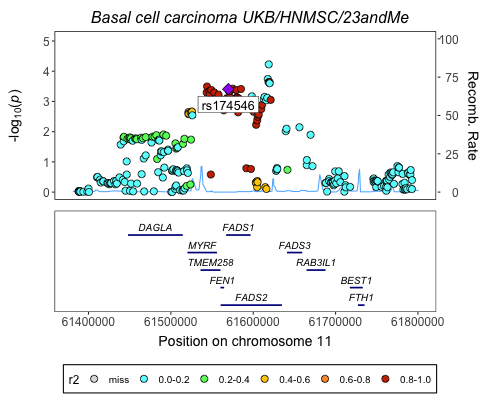 Basal cell carcinoma UKB/HNMSC/23andMe
-log10(p)
5
4
3
2
1
0
100
75
50
25
0
Recomb. Rate
rs174546
DAGLA
FADS1
MYRF
FADS3
TMEM258
RAB3IL1
FEN1
BEST1
FADS2
FTH1
61400000 61500000 61600000 61700000 61800000
Position on chromosome 11
r2 miss 0.0-0.2 0.2-0.4 0.4-0.6 0.6-0.8 0.8-1.0